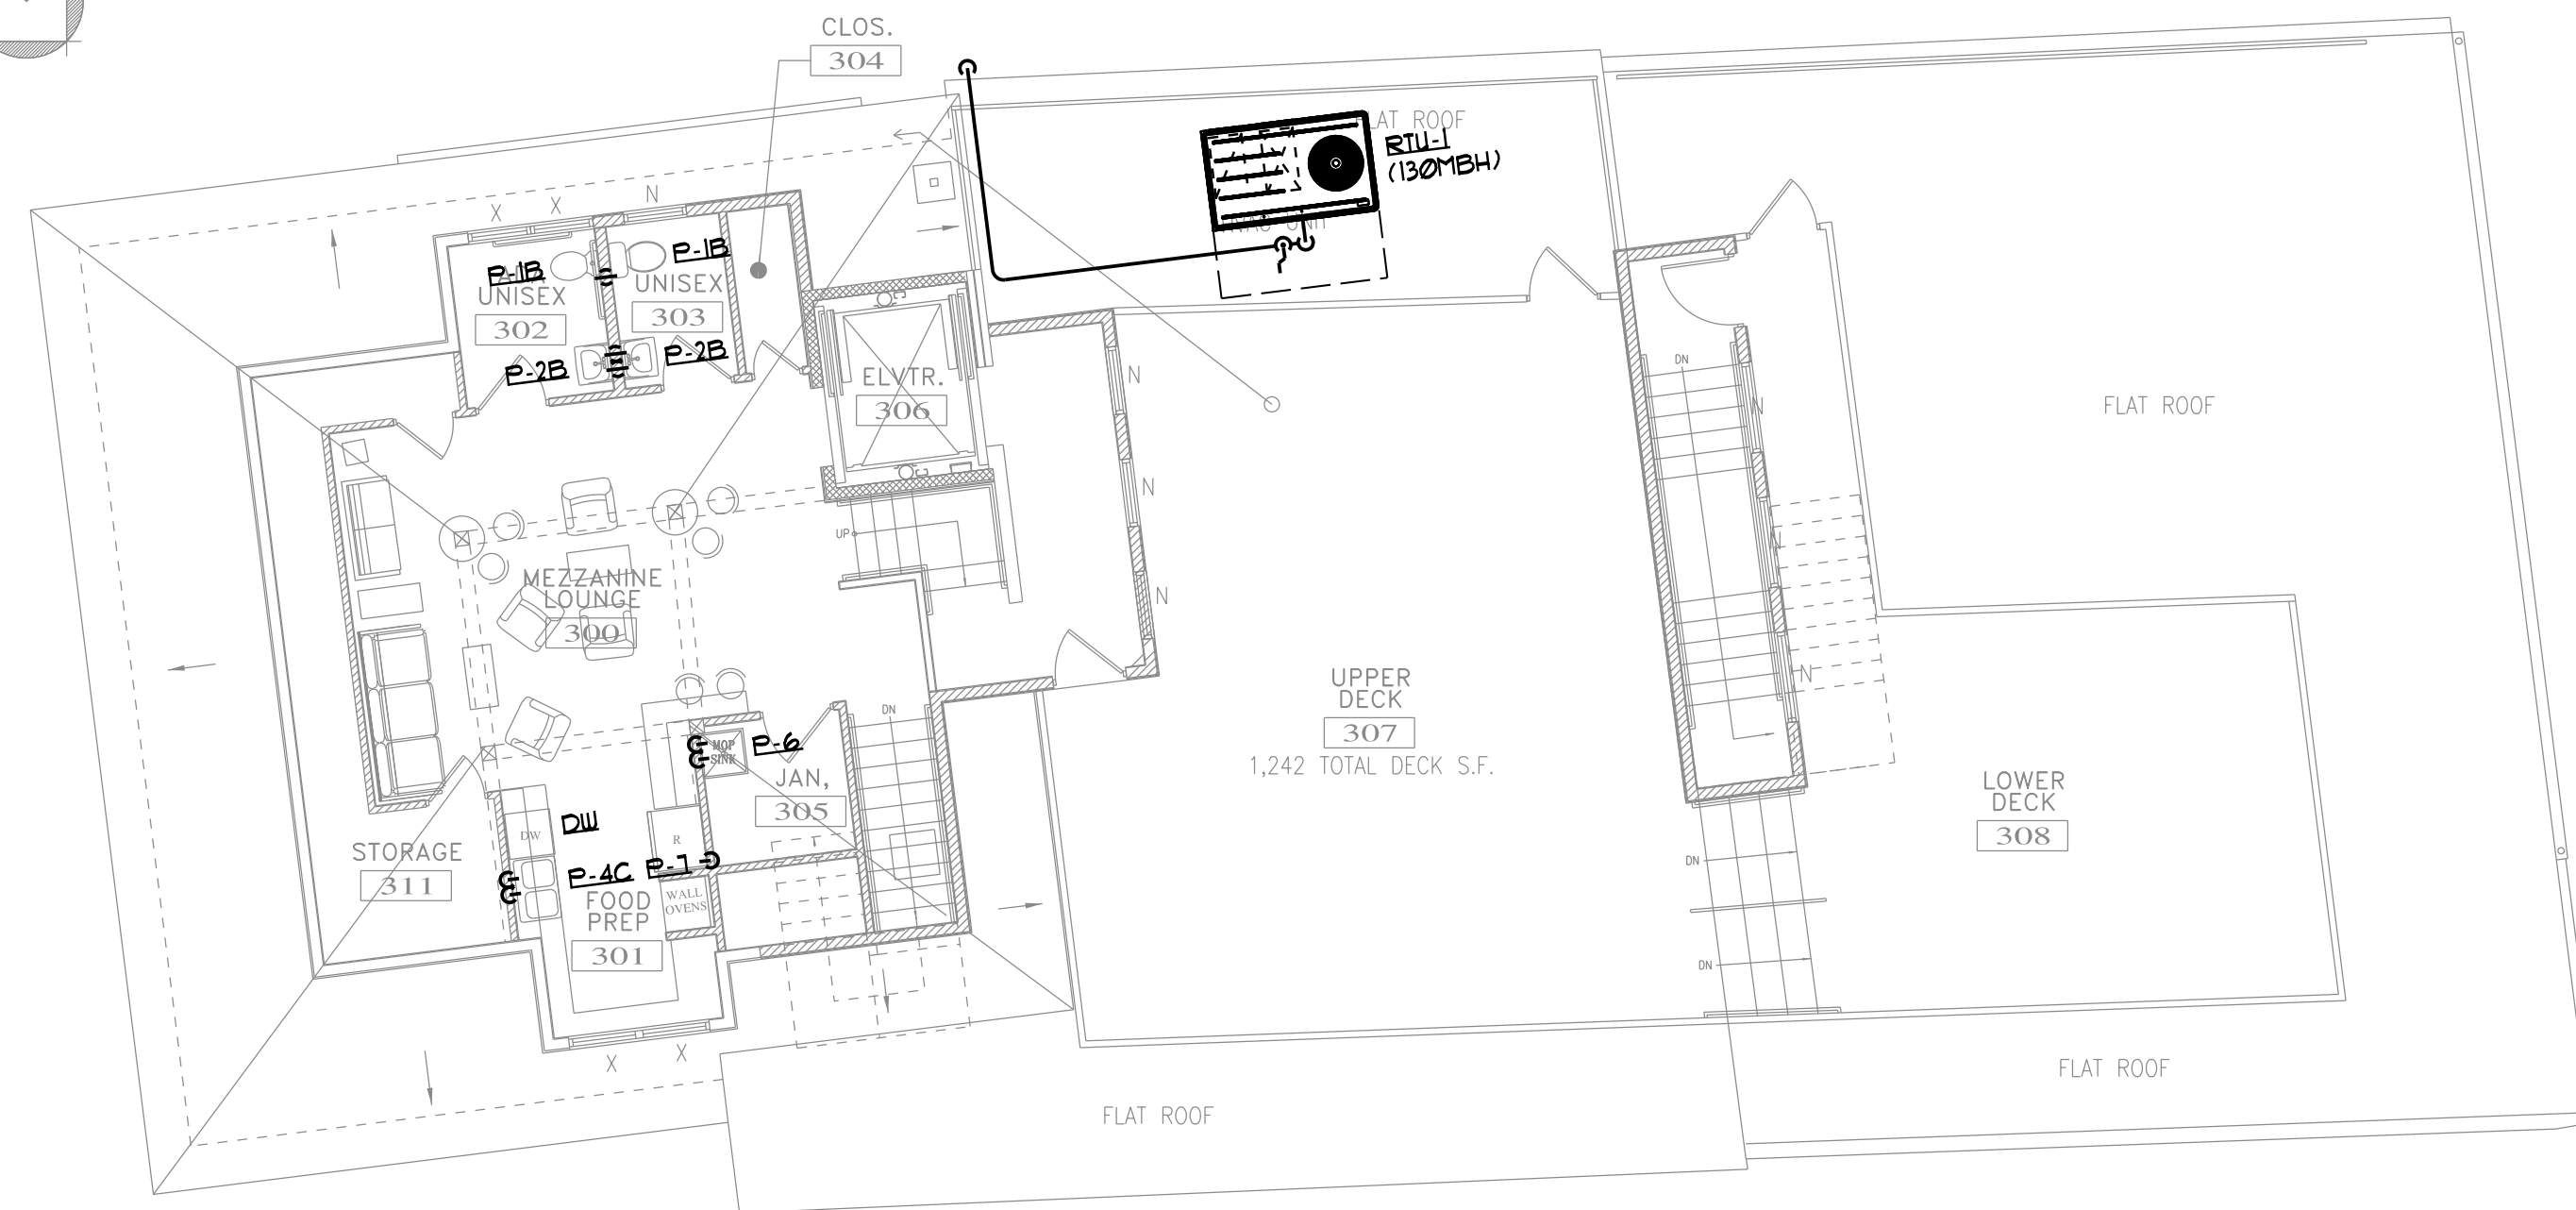 CLOS.
304
FLAT ROOF
RTU-1
(130MBH)
HVAC UNIT
N
X
X
P-1B
P-1B
UNISEX
302
UNISEX
303
P-2B
P-2B
ELVTR.
306
N
N
N
DN
N
N
N
FLAT ROOF
UP
MEZZANINE
LOUNGE
300
UPPER
DECK
307
1,242 TOTAL DECK S.F.
DN
MOP
SINK
P-6
JAN,
305
LOWER
DECK
308
DW
DW
R
STORAGE
311
P-4C
P-7
FOOD
PREP
301
WALL
OVENS
DN
DN
X
X
FLAT ROOF
FLAT ROOF